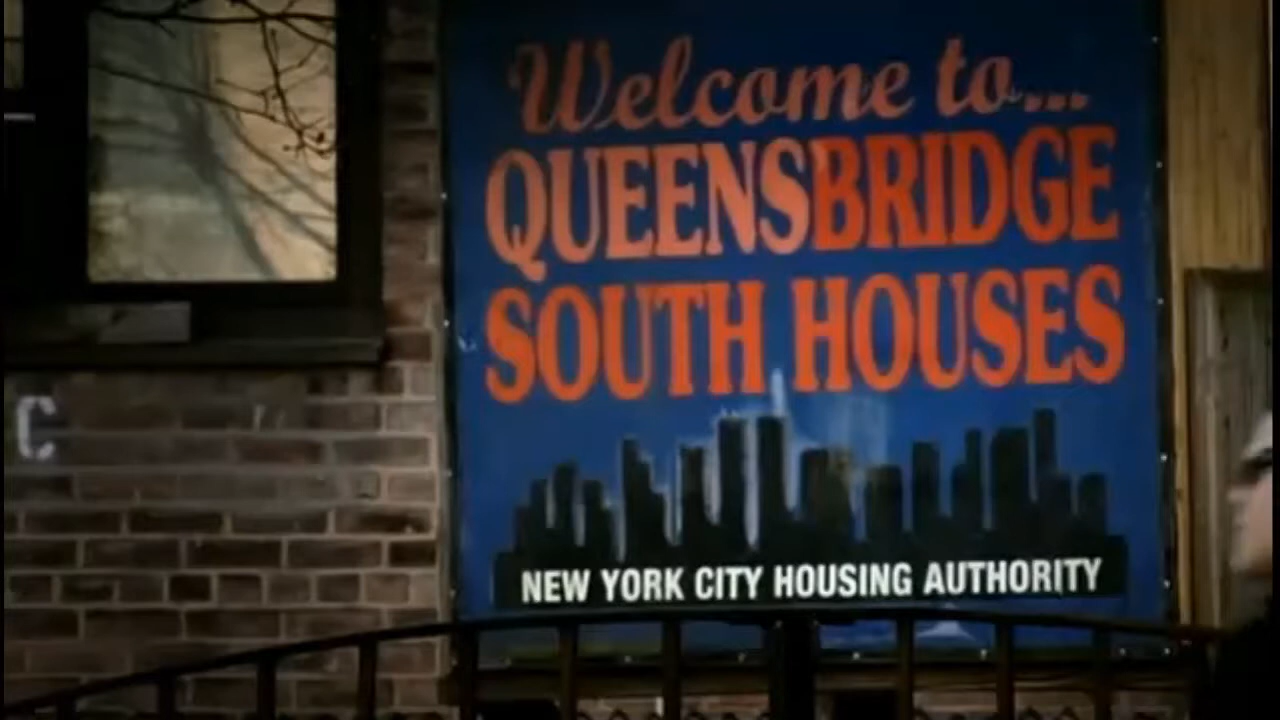 Welcome to...
QUEENSBRIDGE
SOUTH HOUSES
NEW YORK CITY HOUSING AUTHORITY
C